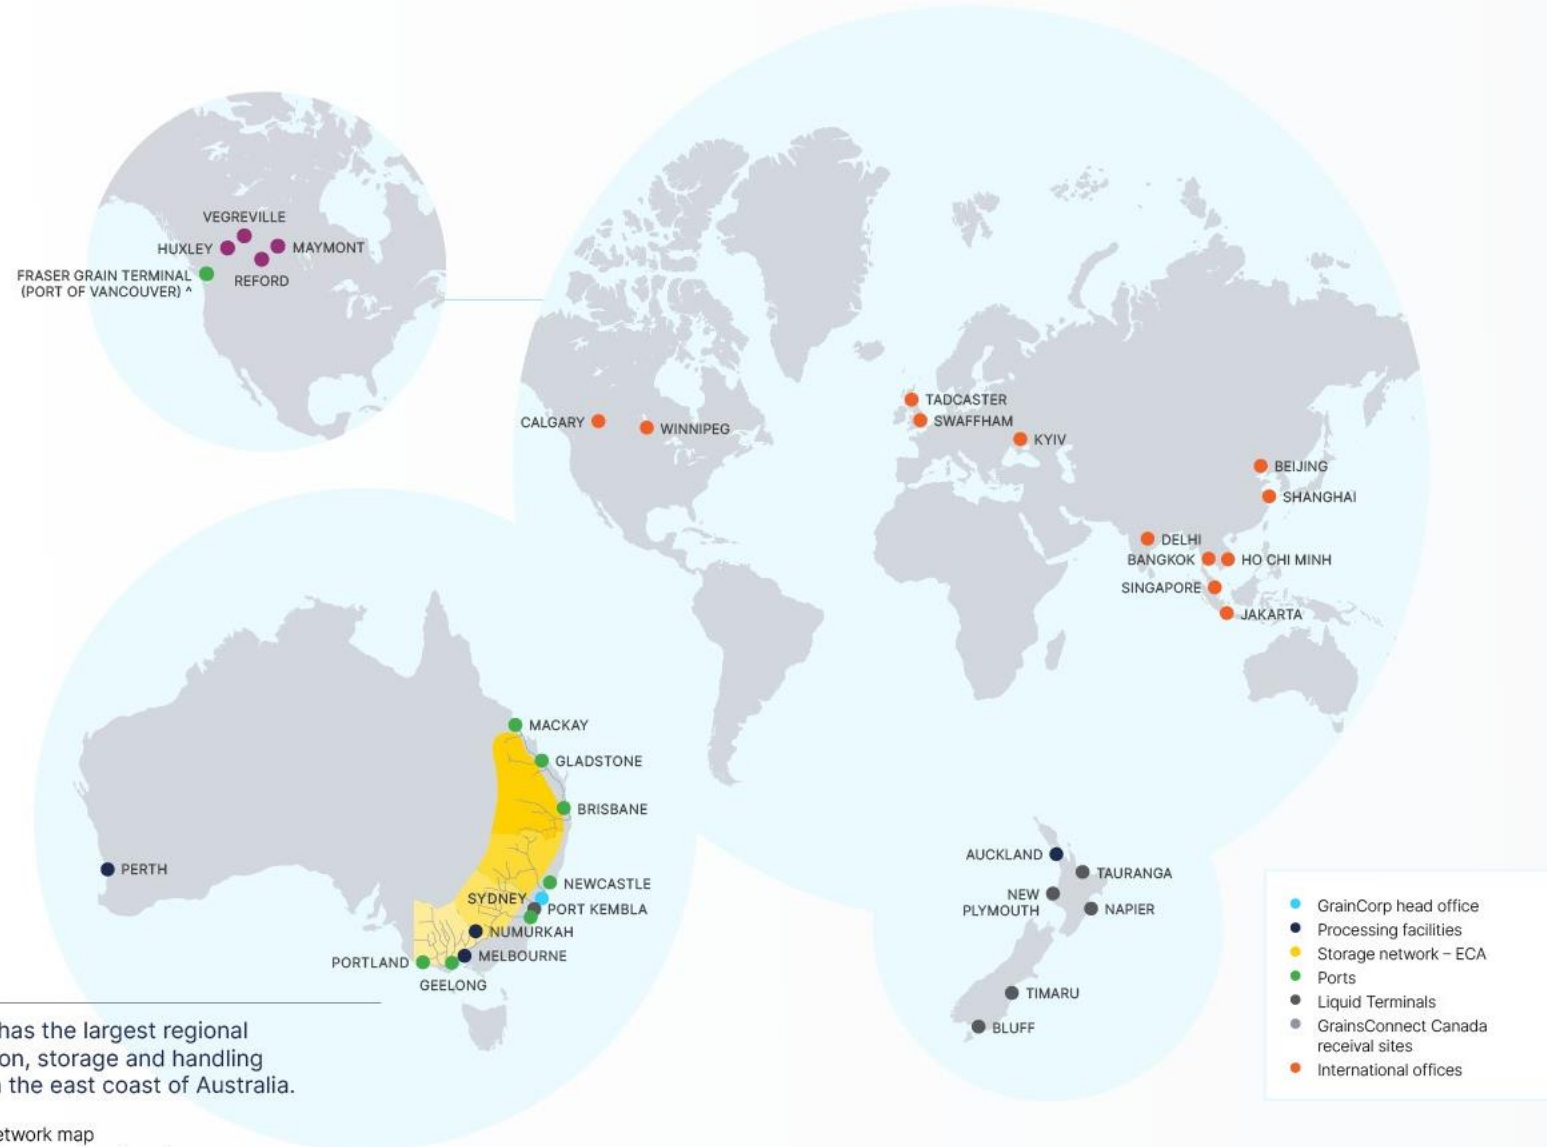 VEGREVILLE
HUXLEY
MAYMONT
FRASER GRAIN TERMINAL
(PORT OF VANCOUVER) ^
REFORD
CALGARY
WINNIPEG
TADCASTER
SWAFFHAM
KYIV
BEIJING
SHANGHAI
DELHI
BANGKOK
HO CHI MINH
SINGAPORE
JAKARTA
MACKAY
GLADSTONE
BRISBANE
PERTH
NEWCASTLE
SYDNEY
PORT KEMBLA
NUMURKAH
MELBOURNE
PORTLAND
GEELONG
AUCKLAND
TAURANGA
NEW
PLYMOUTH
NAPIER
TIMARU
BLUFF
GrainCorp head office
Processing facilities
Storage network – ECA
Ports
Liquid Terminals
GrainsConnect Canada
receival sites
International offices
has the largest regional
on, storage and handling
the east coast of Australia.
etwork map